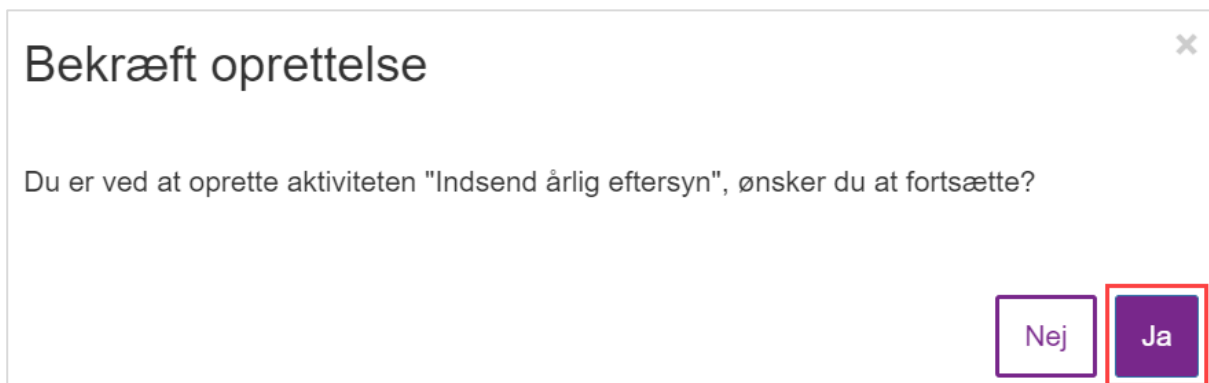 Bekræft oprettelse
Du er ved at oprette aktiviteten "Indsend årlig eftersyn", ønsker du at fortsætte?
Nej
Ja